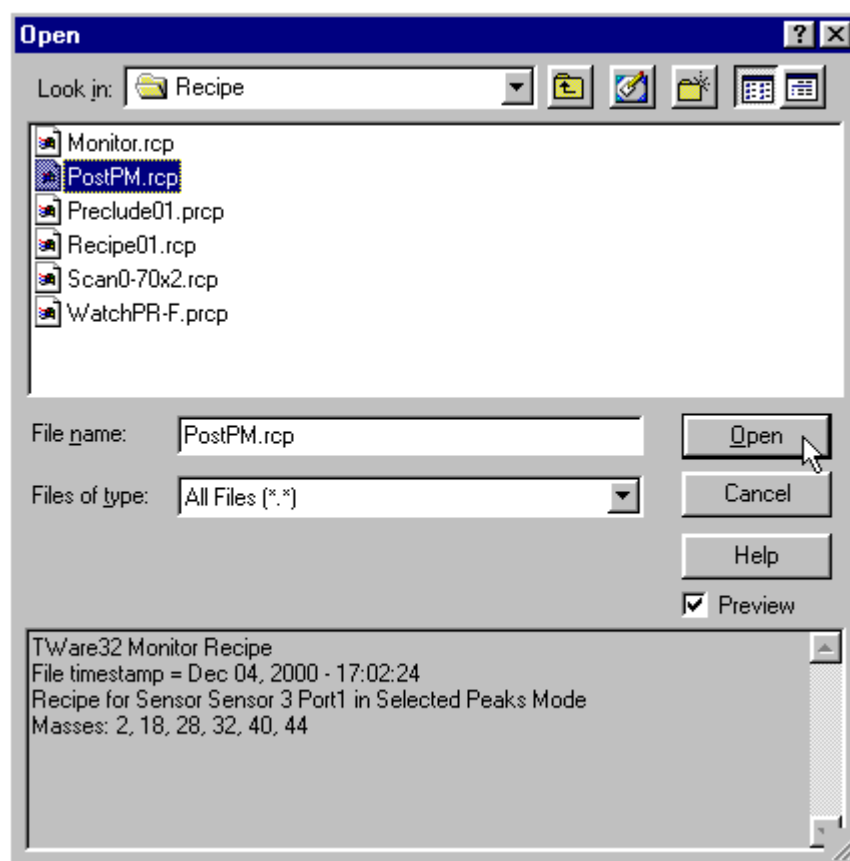 Open
Look in: Recipe
Monitor.rcp
PostPM.rcp
Preclude01.prcp
Recipe01.rcp
Scan0-70x2.rcp
WatchPR-F.prcp
File name: PostPM.rcp Open
Files of type: All Files (*.*) Cancel
Help
Preview
TWare32 Monitor Recipe
File timestamp = Dec 04, 2000 - 17:02:24
Recipe for Sensor Sensor 3 Port1 in Selected Peaks Mode
Masses: 2, 18, 28, 32, 40, 44